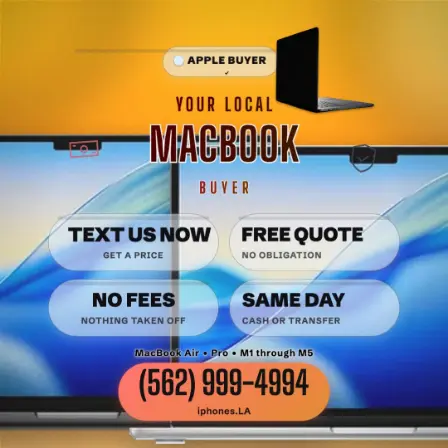 APPLE BUYER
YOUR LOCAL
MACBOOK
BUYER
TEXT US NOW
GET A PRICE
FREE QUOTE
NO OBLIGATION
NO FEES
NOTHING TAKEN OFF
SAME DAY
CASH OR TRANSFER
MacBook Air • Pro • M1 through M5
(562) 999-4994
iphones.LA